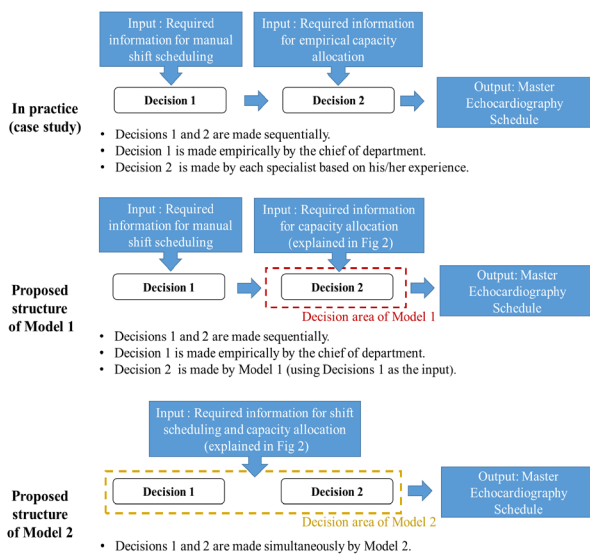 Input : Required
information for manual
shift scheduling
Input : Required information
for empirical capacity
allocation
In practice
(case study)
Decision 1
Decision 2
Output: Master
Echocardiography
Schedule
• Decisions 1 and 2 are made sequentially.
• Decision 1 is made empirically by the chief of department.
• Decision 2 is made by each specialist based on his/her experience.
Input : Required
information for manual
shift scheduling
Input : Required information
for capacity allocation
(explained in Fig 2)
Proposed
structure
of Model 1
Decision 1
Decision 2
Decision area of Model 1
Output: Master
Echocardiography
Schedule
• Decisions 1 and 2 are made sequentially.
• Decision 1 is made empirically by the chief of department.
• Decision 2 is made by Model 1 (using Decisions 1 as the input).
Input : Required information for shift
scheduling and capacity allocation
(explained in Fig 2)
Proposed
structure
of Model 2
Decision 1
Decision 2
Decision area of Model 2
Output: Master
Echocardiography
Schedule
• Decisions 1 and 2 are made simultaneously by Model 2.